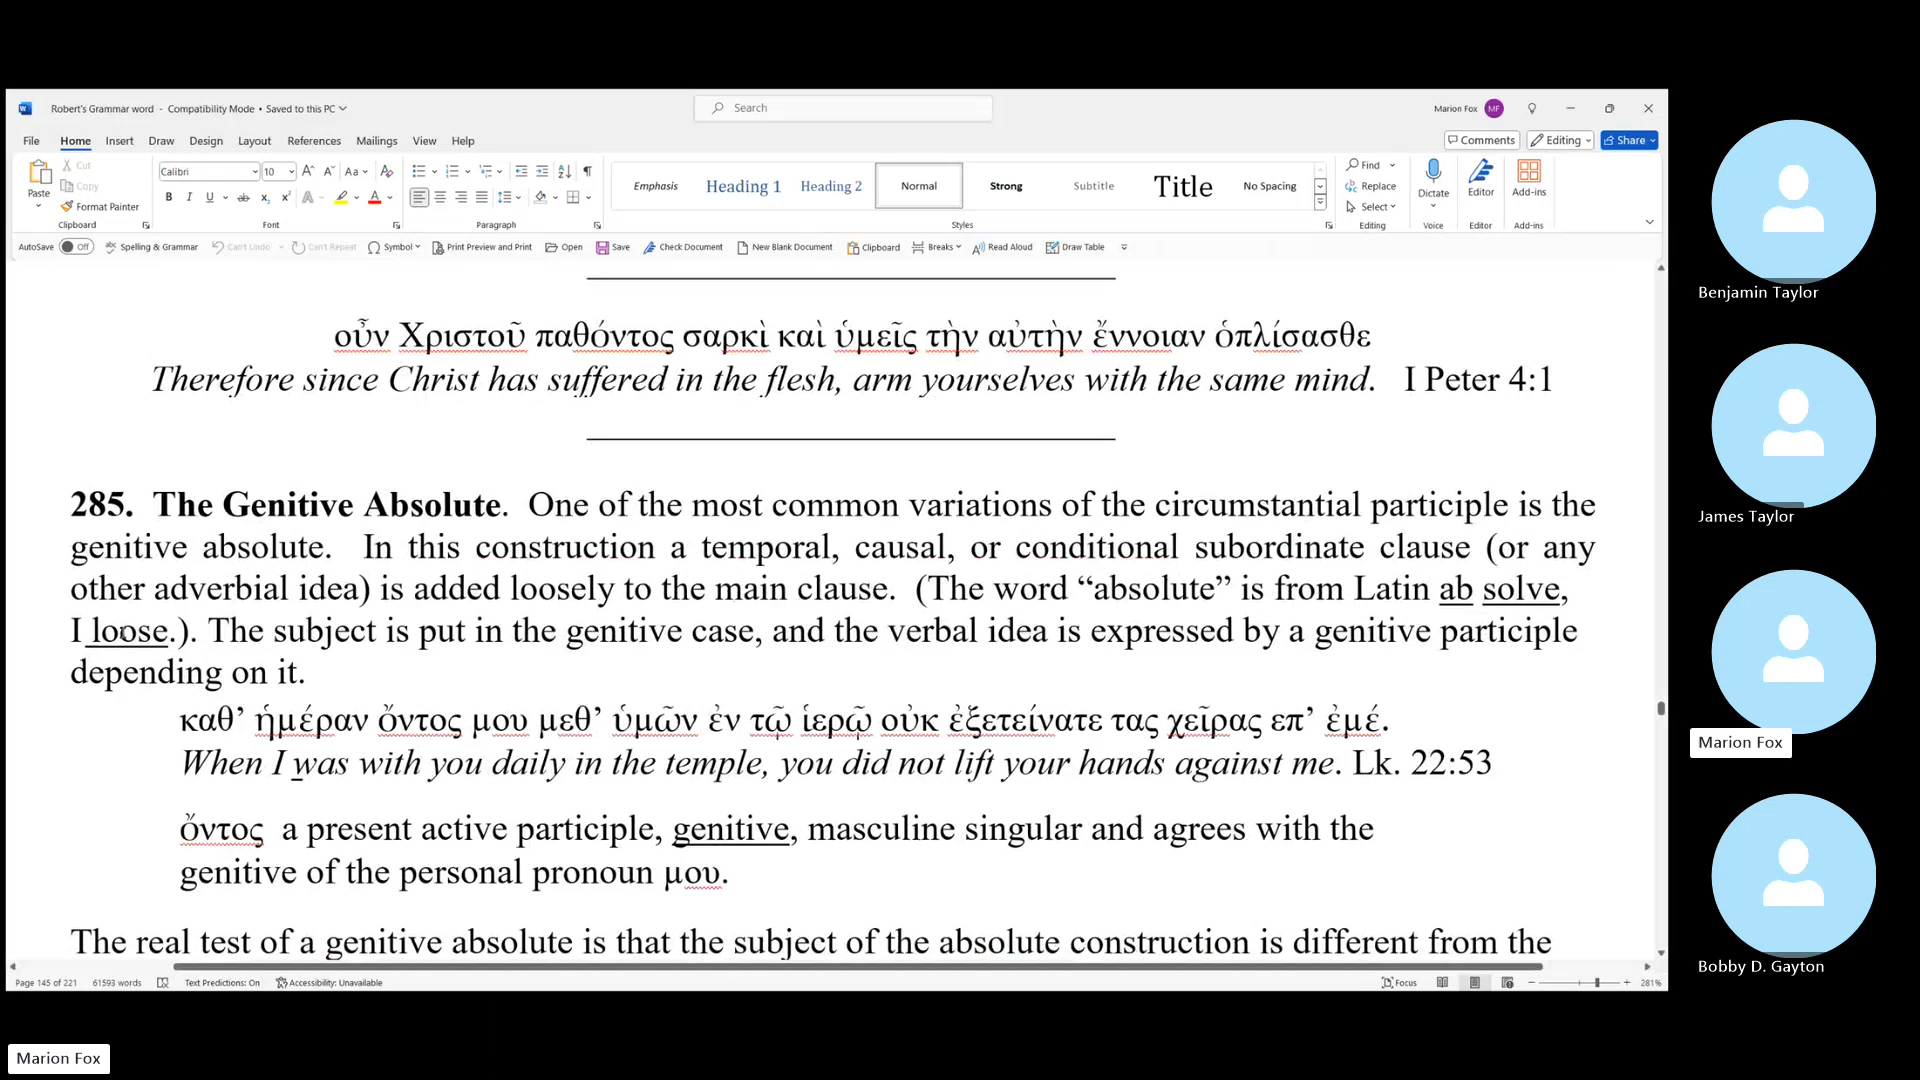 Robert's Grammar word - Compatibility Mode • Saved to this PC
Search
Marion Fox MF
File Home Insert Draw Design Layout References Mailings View Help
Comments Editing Share
Paste Cut Copy Format Painter
Calibri 10
Emphasis Heading 1 Heading 2 Normal Strong Subtitle Title No Spacing
Find Replace Select Dictate Editor Add-ins
Clipboard Font Paragraph Styles Editing Voice Editor Add-ins
AutoSave Off Spelling & Grammar Can't Undo Can't Repeat Symbol Print Preview and Print Open Save Check Document New Blank Document Clipboard Breaks Read Aloud Draw Table
οὖν Χριστοῦ παθόντος σαρκὶ καὶ ὑμεῖς τὴν αὐτὴν ἔννοιαν ὁπλίσασθε
Therefore since Christ has suffered in the flesh, arm yourselves with the same mind. I Peter 4:1
285. The Genitive Absolute. One of the most common variations of the circumstantial participle is the
genitive absolute. In this construction a temporal, causal, or conditional subordinate clause (or any
other adverbial idea) is added loosely to the main clause. (The word “absolute” is from Latin ab solve,
I loose.). The subject is put in the genitive case, and the verbal idea is expressed by a genitive participle
depending on it.
καθ’ ἡμέραν ὄντος μου μεθ’ ὑμῶν ἐν τῷ ἱερῷ οὐκ ἐξετείνατε τας χεῖρας επ’ ἐμέ.
When I was with you daily in the temple, you did not lift your hands against me. Lk. 22:53
ὄντος a present active participle, genitive, masculine singular and agrees with the
genitive of the personal pronoun μου.
The real test of a genitive absolute is that the subject of the absolute construction is different from the
Page 145 of 221 61593 words Text Predictions: On Accessibility: Unavailable Focus 281%
Benjamin Taylor
James Taylor
Marion Fox
Bobby D. Gayton
Marion Fox